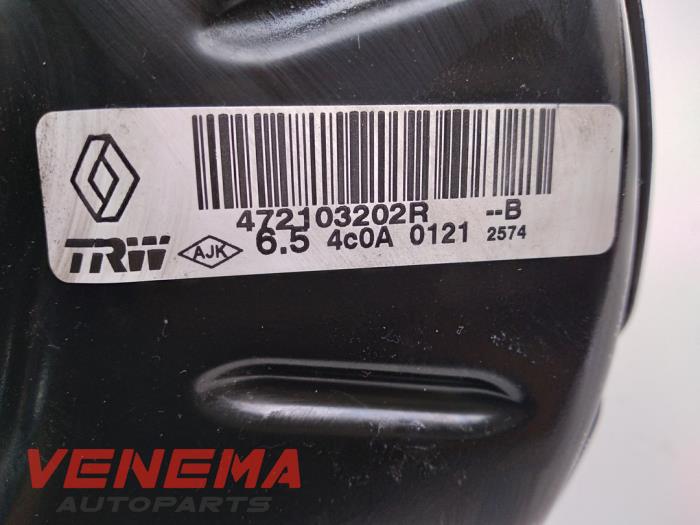 472103202R --B
TRW AJK 6.5 4c0A 0121 2574
VENEMA
AUTOPARTS